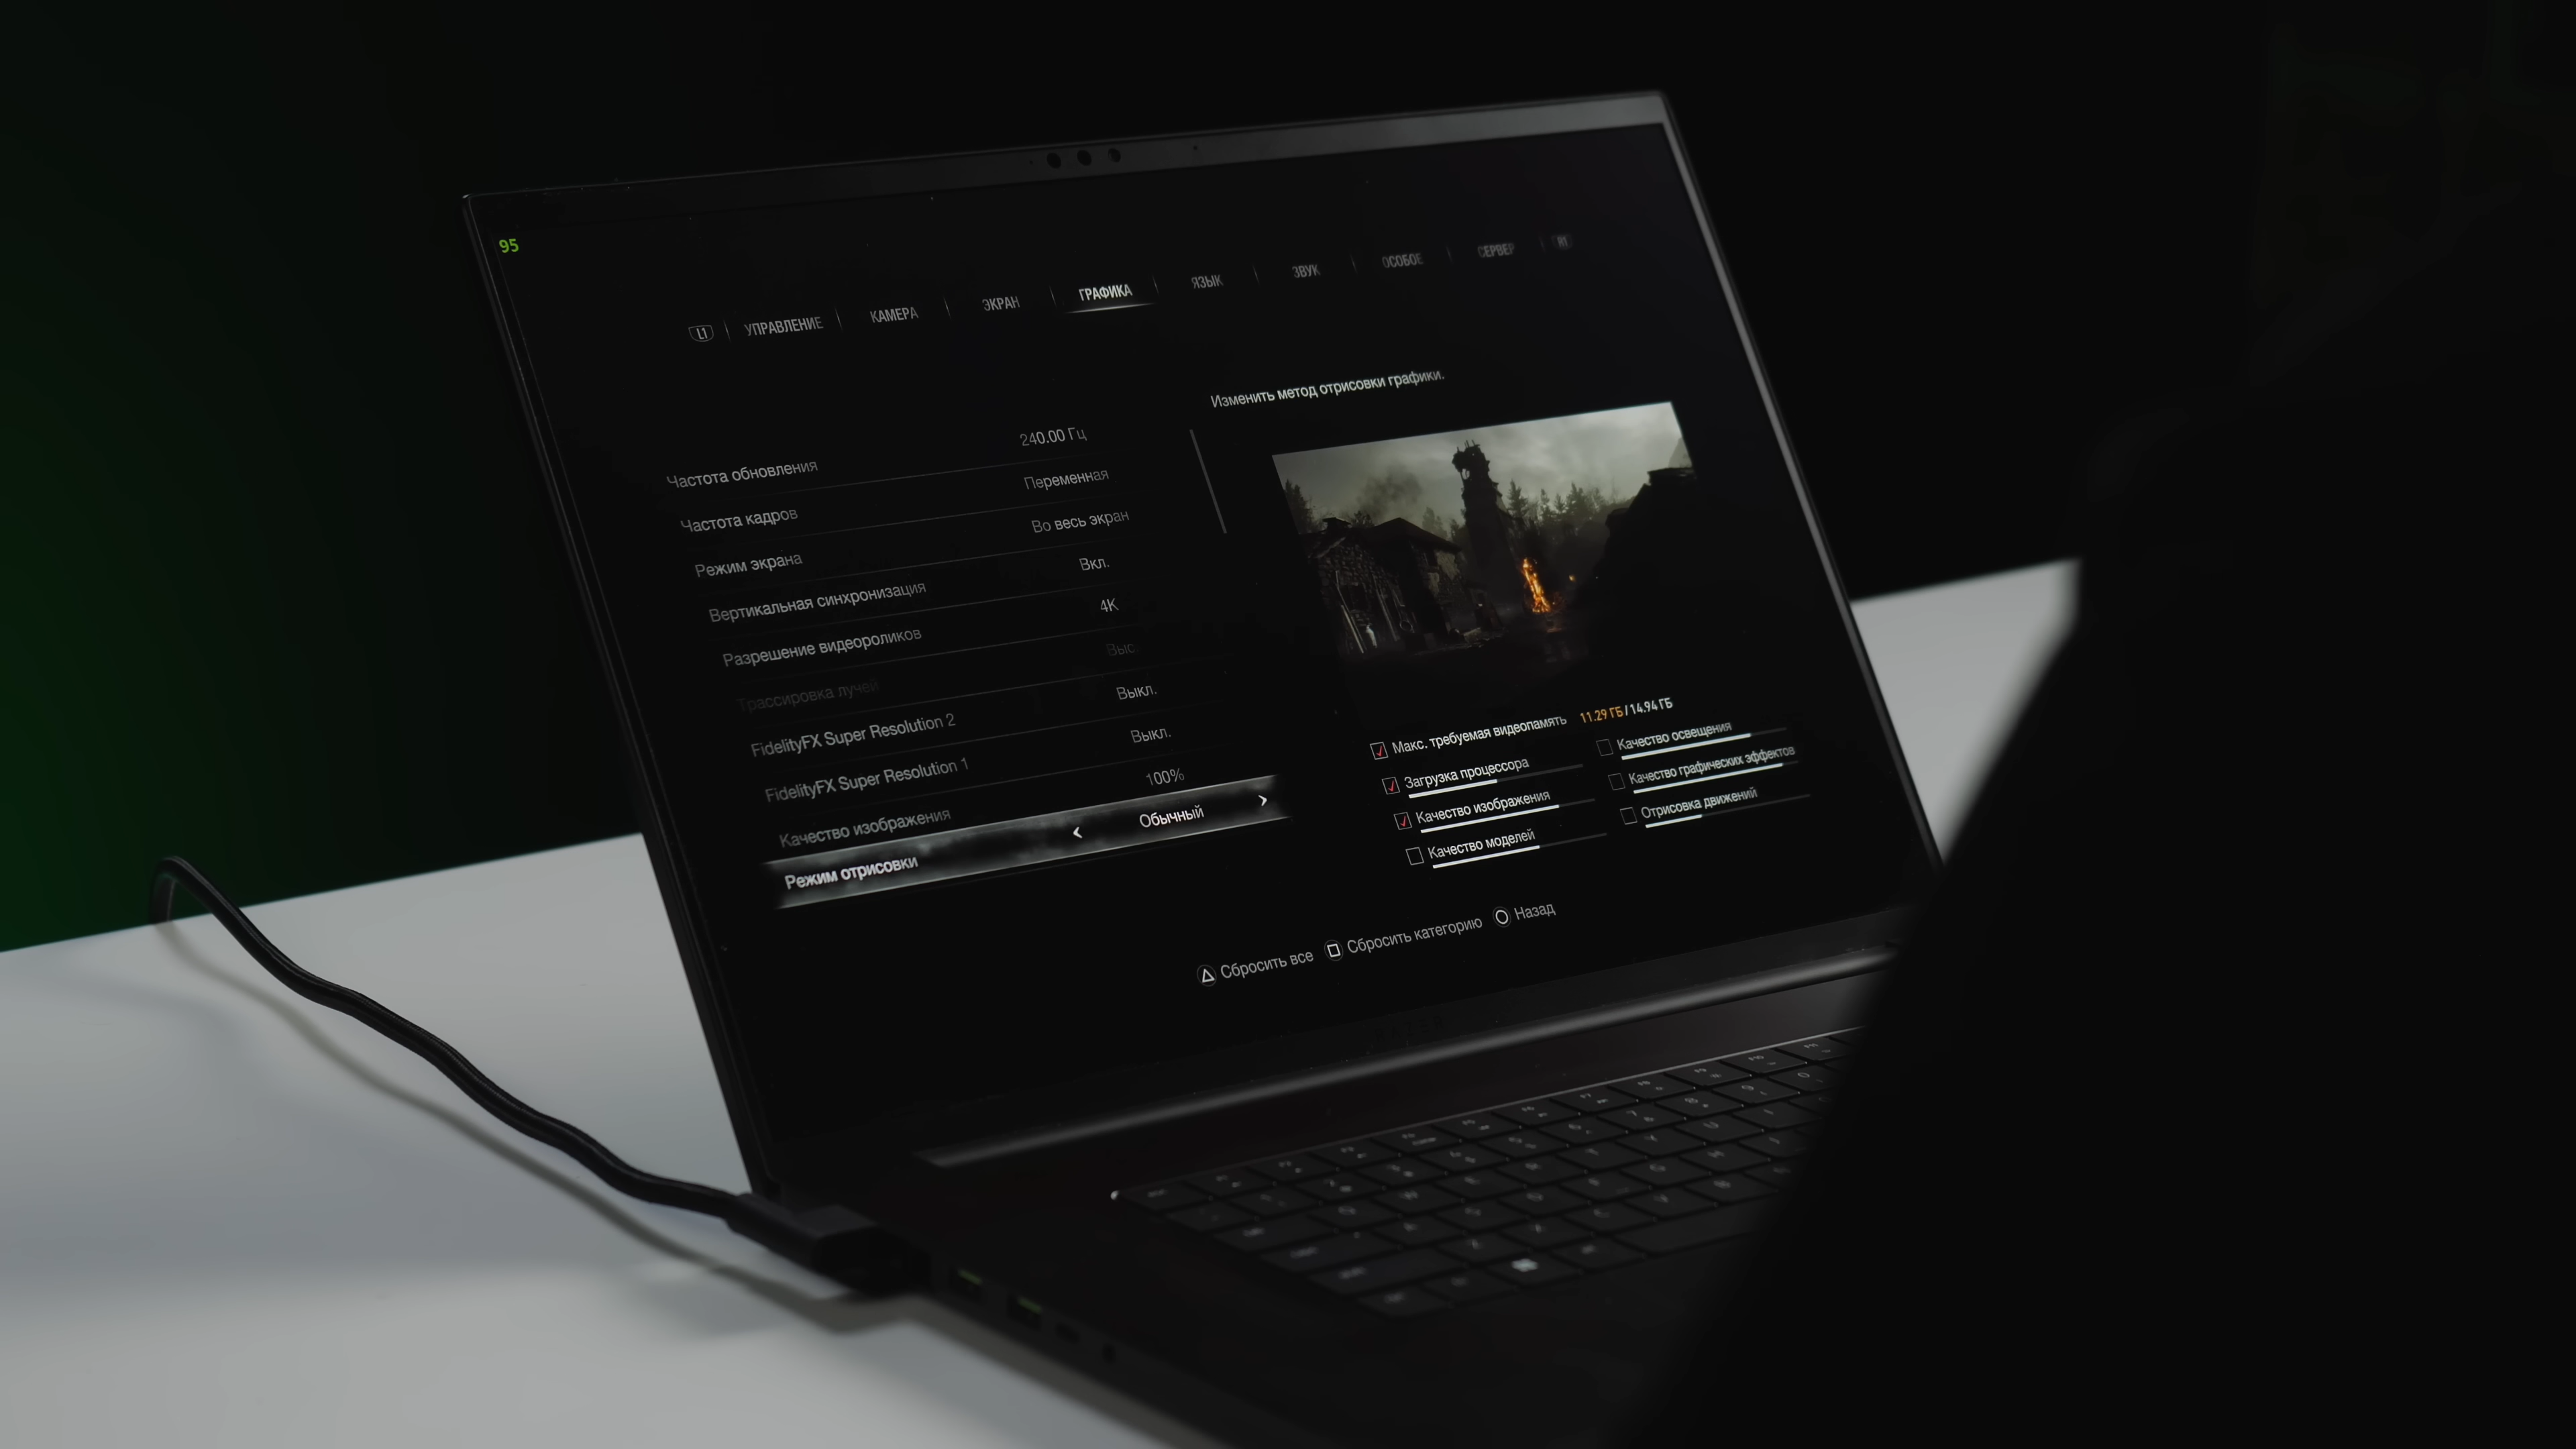 95
L1 УПРАВЛЕНИЕ КАМЕРА ЭКРАН ГРАФИКА ЯЗЫК ЗВУК ОСОБОЕ СЕРВЕР R1
Частота обновления 240.00 Гц
Частота кадров Переменная
Режим экрана Во весь экран
Вертикальная синхронизация Вкл.
Разрешение видеороликов 4K
Трассировка лучей Выс
FidelityFX Super Resolution 2 Выкл.
FidelityFX Super Resolution 1 Выкл.
Качество изображения 100%
Режим отрисовки Обычный
Изменить метод отрисовки графики.
Макс. требуемая видеопамять 11.29 ГБ/14.94 ГБ
Загрузка процессора
Качество изображения
Качество моделей
Качество освещения
Качество графических эффектов
Отрисовка движений
Сбросить все Сбросить категорию Назад